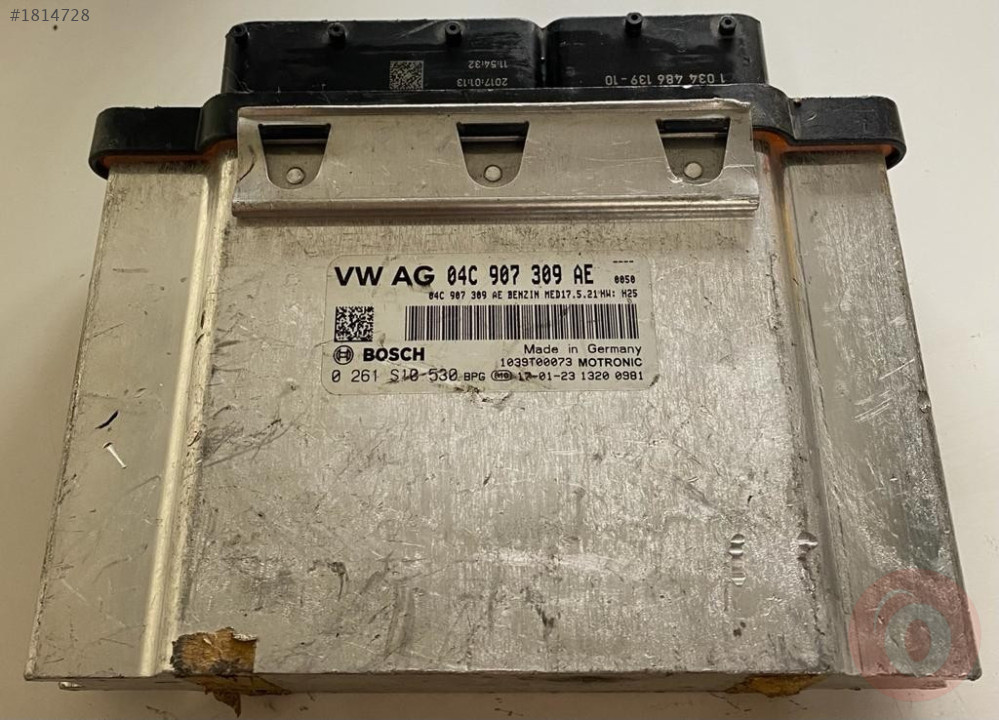 #1814728
11:54:32
2017:01:13
1 034 486 139-10
VW AG 04C 907 309 AE 0050
04C 907 309 AE BENZIN MED17.5.21 HW: H25
BOSCH
Made in Germany
1039T00073 MOTRONIC
0 261 S10 530 BPG MO 17-01-23 1320 0981